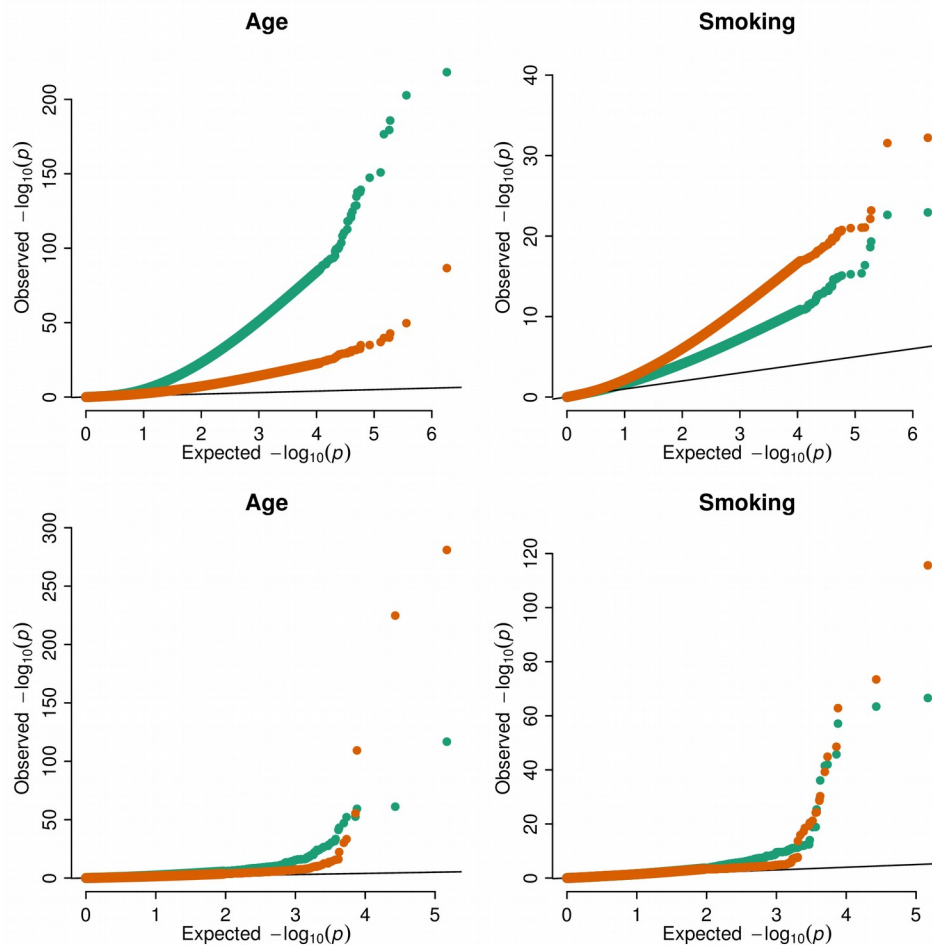 Age
Observed −log₁₀(p)
0 50 100 150 200
0 1 2 3 4 5 6
Expected −log₁₀(p)
Smoking
Observed −log₁₀(p)
0 10 20 30 40
0 1 2 3 4 5 6
Expected −log₁₀(p)
Age
Observed −log₁₀(p)
0 50 100 150 200 250 300
0 1 2 3 4 5
Expected −log₁₀(p)
Smoking
Observed −log₁₀(p)
0 20 40 60 80 100 120
0 1 2 3 4 5
Expected −log₁₀(p)